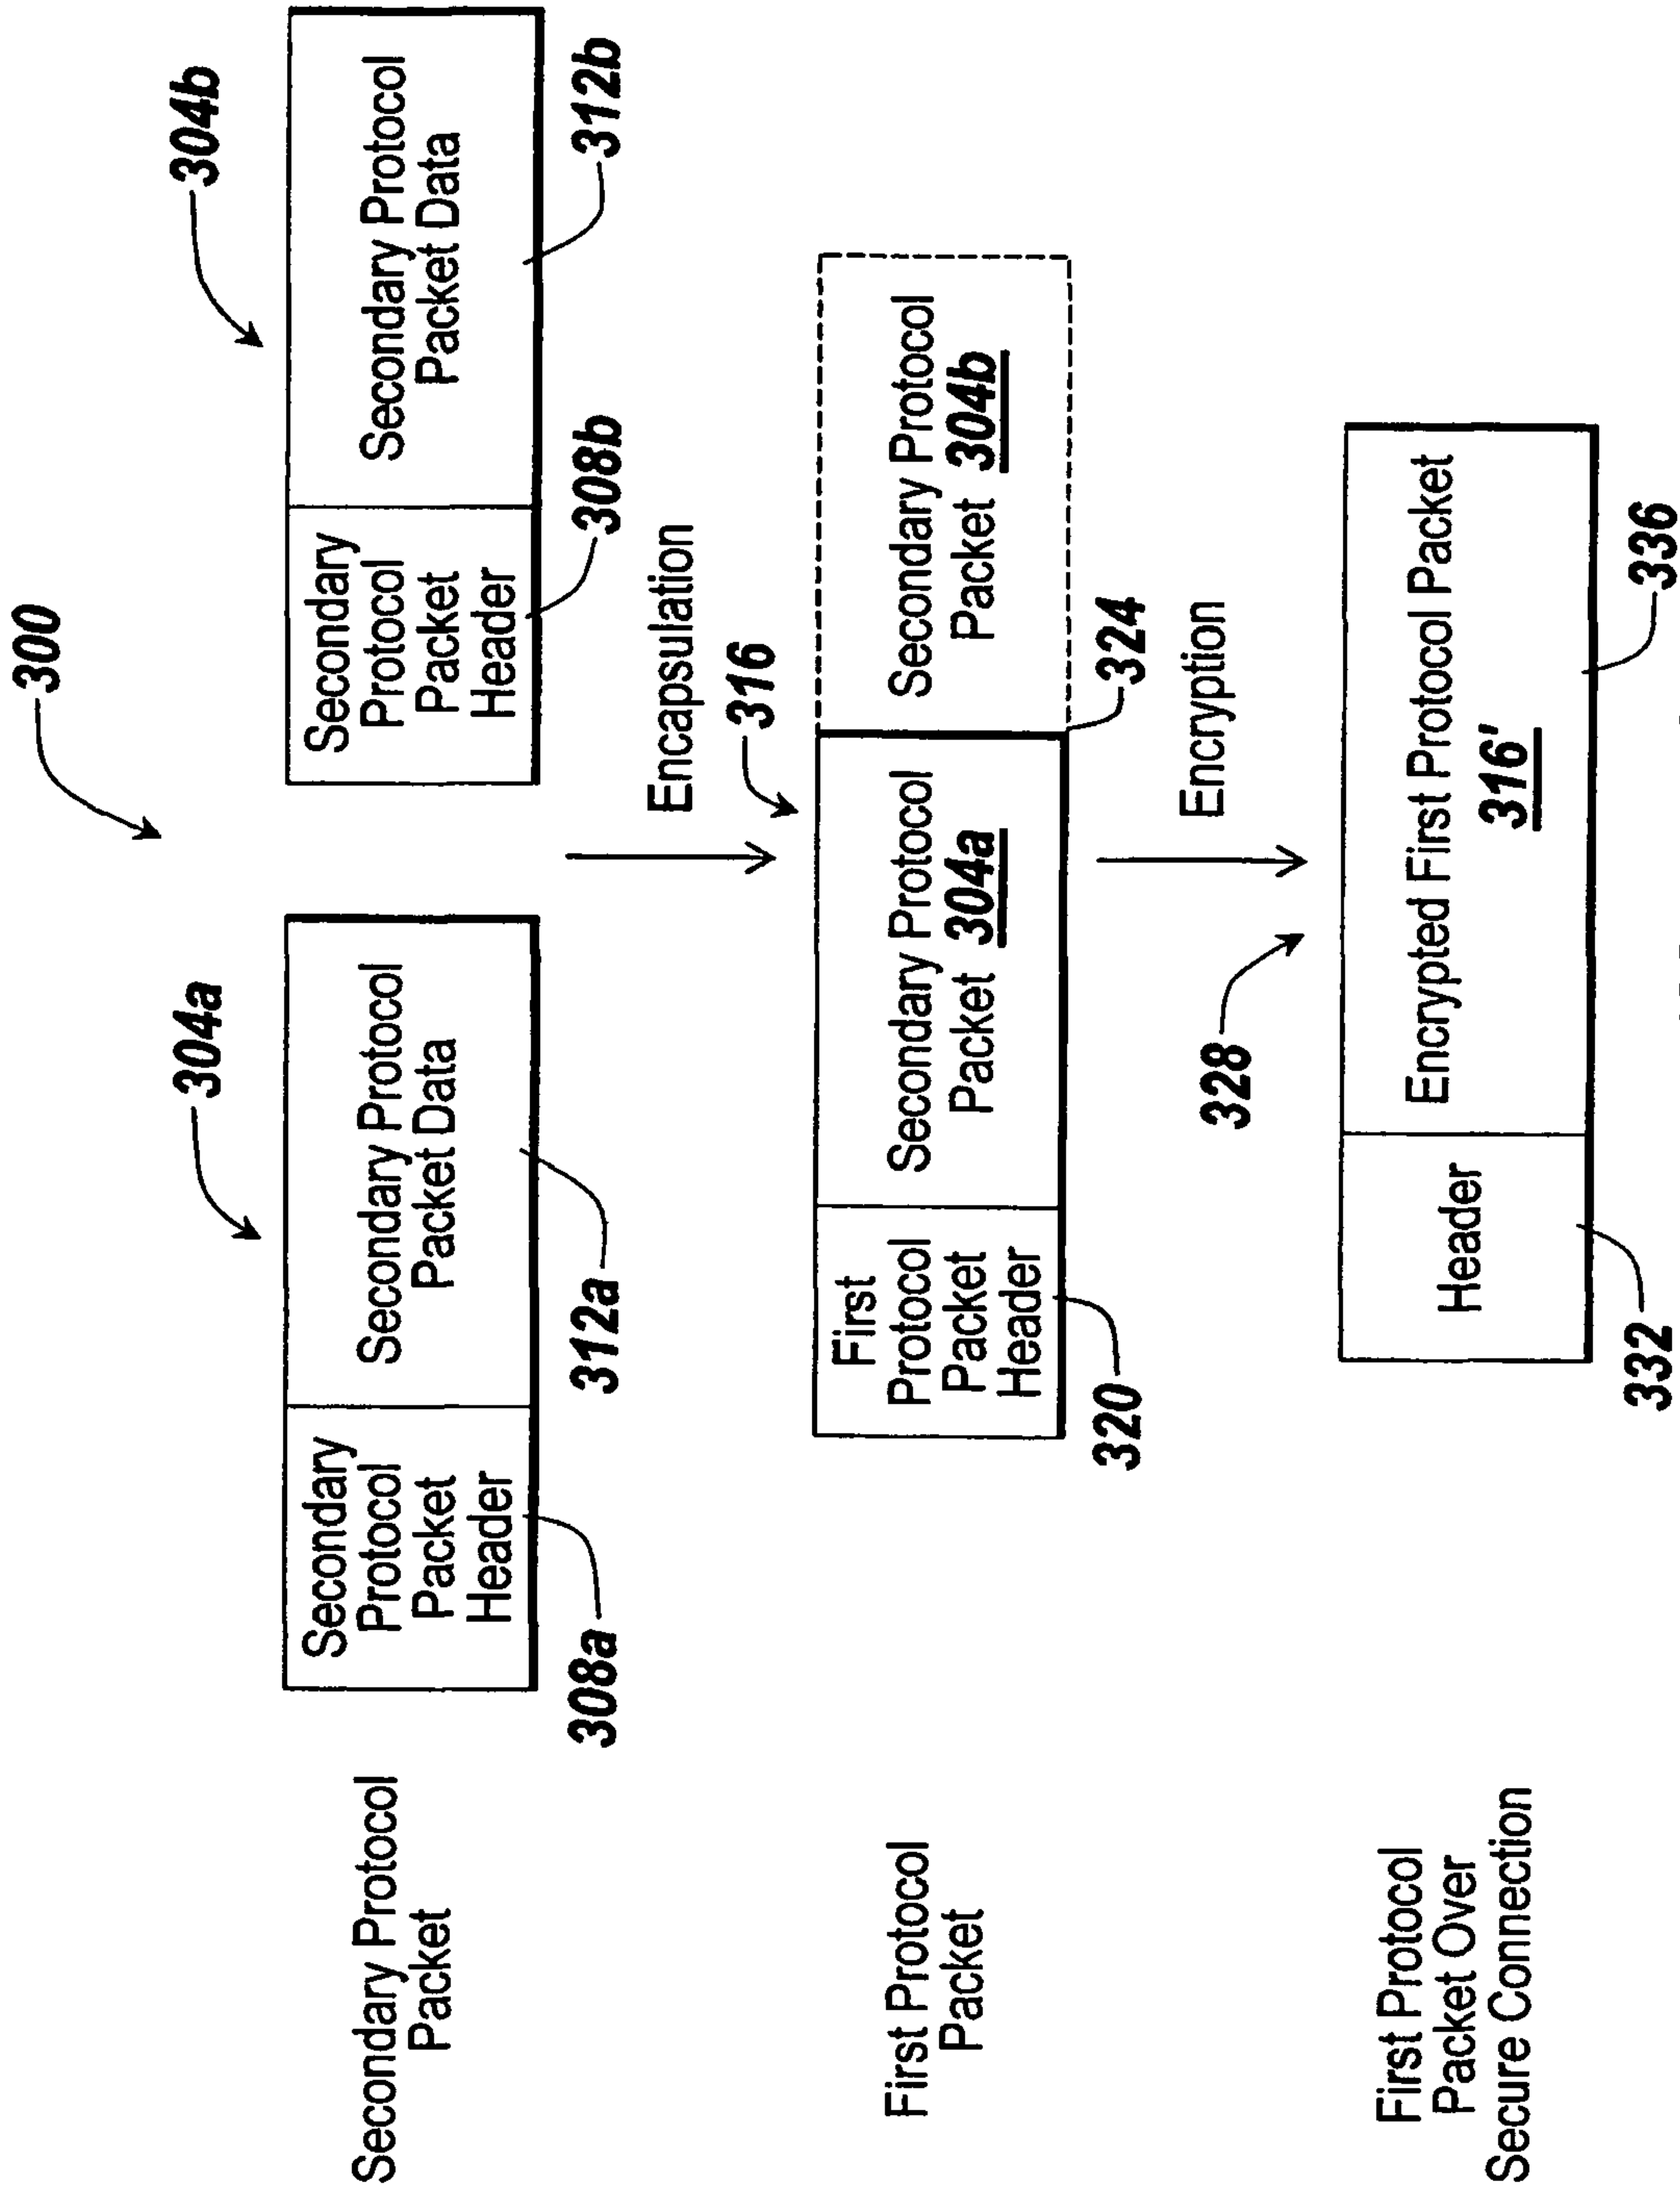 300
304a
304b
Secondary Protocol
Packet
Secondary
Protocol
Packet
Header
Secondary Protocol
Packet Data
Secondary
Protocol
Packet
Header
Secondary Protocol
Packet Data
308a
312a
308b
312b
Encapsulation
316
First Protocol
Packet
First
Protocol
Packet
Header
Secondary Protocol
Packet 304a
Secondary Protocol
Packet 304b
320
324
Encryption
328
First Protocol
Packet Over
Secure Connection
Header
Encrypted First Protocol Packet
316'
332
336